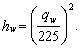 h_w = (q_w / 225)^2.